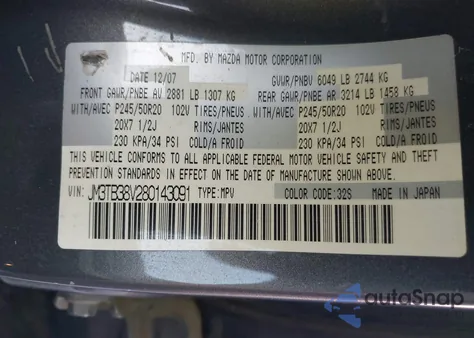 MFD. BY MAZDA MOTOR CORPORATION
DATE 12/07 GVWR/PNBV 6049 LB 2744 KG
FRONT GAWR/PNBE AV 2881 LB 1307 KG REAR GAWR/PNBE AR 3214 LB 1458 KG
WITH/AVEC P245/50R20 102V TIRES/PNEUS WITH/AVEC P245/50R20 102V TIRES/PNEUS
20X7 1/2J RIMS/JANTES 20X7 1/2J RIMS/JANTES
230 KPA/34 PSI COLD/A FROID 230 KPA/34 PSI COLD/A FROID
THIS VEHICLE CONFORMS TO ALL APPLICABLE FEDERAL MOTOR VEHICLE SAFETY AND THEFT
PREVENTION STANDARDS IN EFFECT ON THE DATE OF MANUFACTURE SHOWN ABOVE.
VIN: JM3TB38V280143091 TYPE: MPV COLOR CODE: 32S MADE IN JAPAN
autoSnap